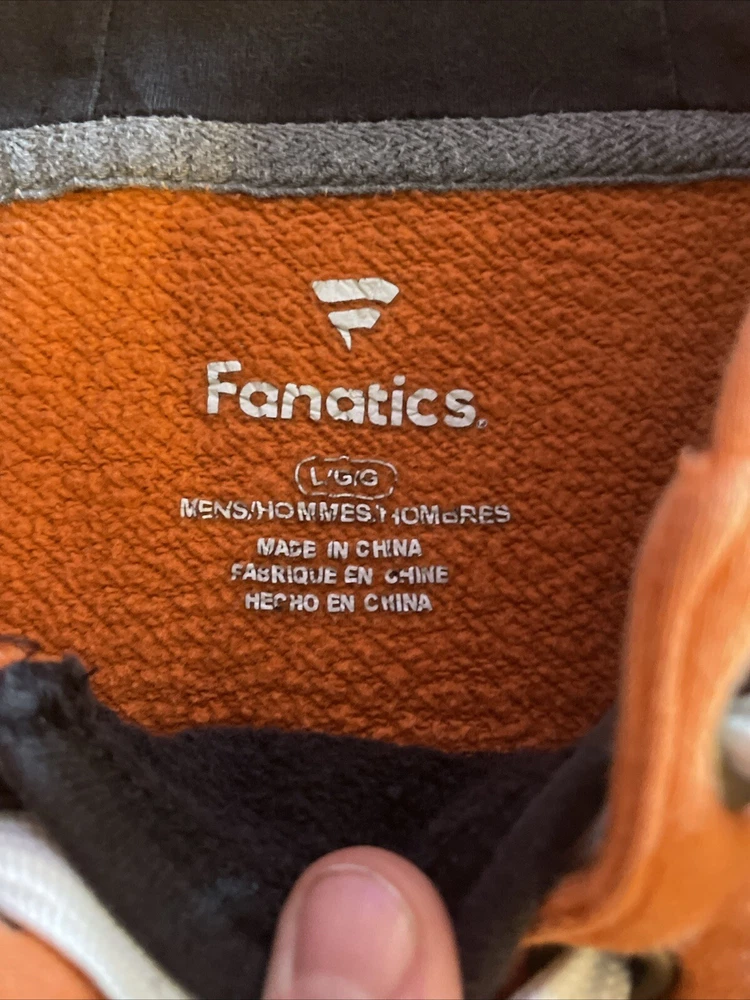 Fanatics.
L/G/G
MENS/HOMMES/HOMBRES
MADE IN CHINA
FABRIQUE EN CHINE
HECHO EN CHINA